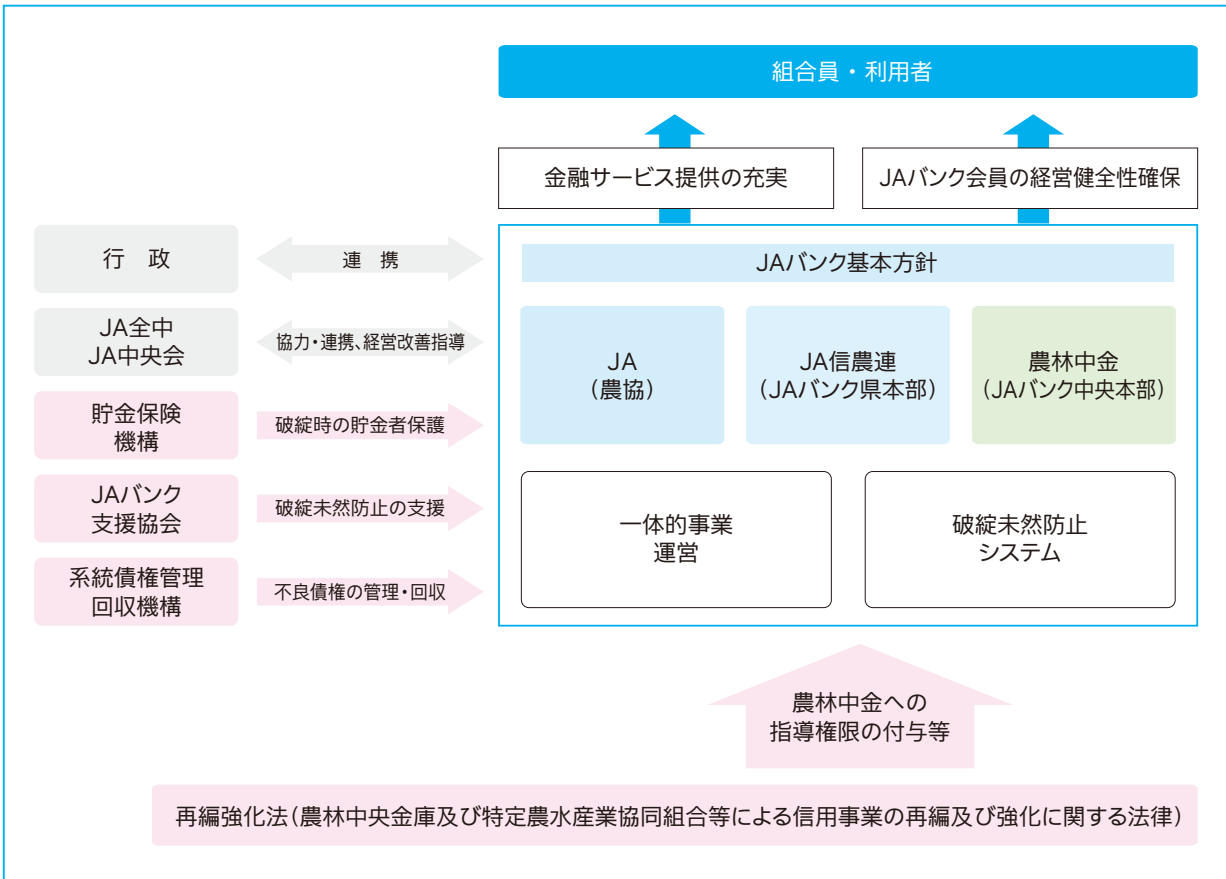 組合員・利用者
金融サービス提供の充実
JAバンク会員の経営健全性確保
行　政
連　携
JAバンク基本方針
JA全中
JA中央会
協力・連携、経営改善指導
JA
（農協）
JA信農連
（JAバンク県本部）
農林中金
（JAバンク中央本部）
貯金保険
機構
破綻時の貯金者保護
JAバンク
支援協会
破綻未然防止の支援
一体的事業
運営
破綻未然防止
システム
系統債権管理
回収機構
不良債権の管理・回収
農林中金への
指導権限の付与等
再編強化法（農林中央金庫及び特定農水産業協同組合等による信用事業の再編及び強化に関する法律）